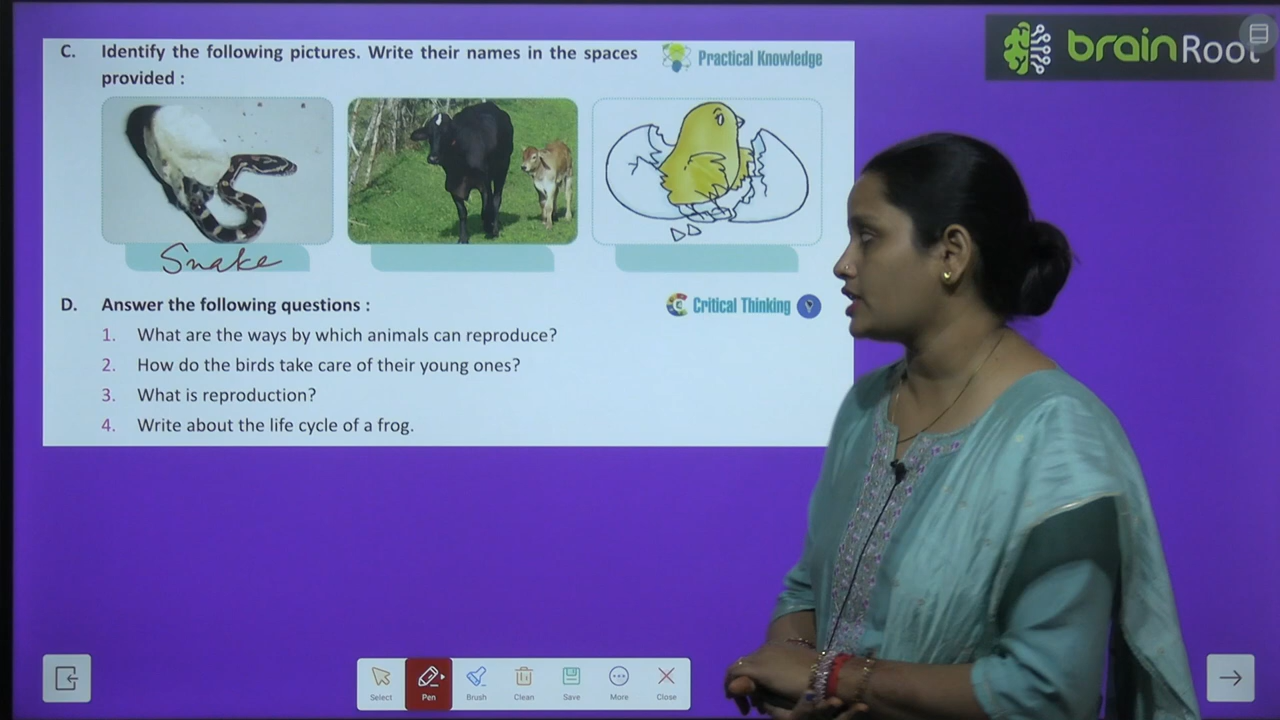 brainRoot
C. Identify the following pictures. Write their names in the spaces
provided :
Practical Knowledge
Snake
D. Answer the following questions :
Critical Thinking
1. What are the ways by which animals can reproduce?
2. How do the birds take care of their young ones?
3. What is reproduction?
4. Write about the life cycle of a frog.
Select Pen Brush Clean Save More Close